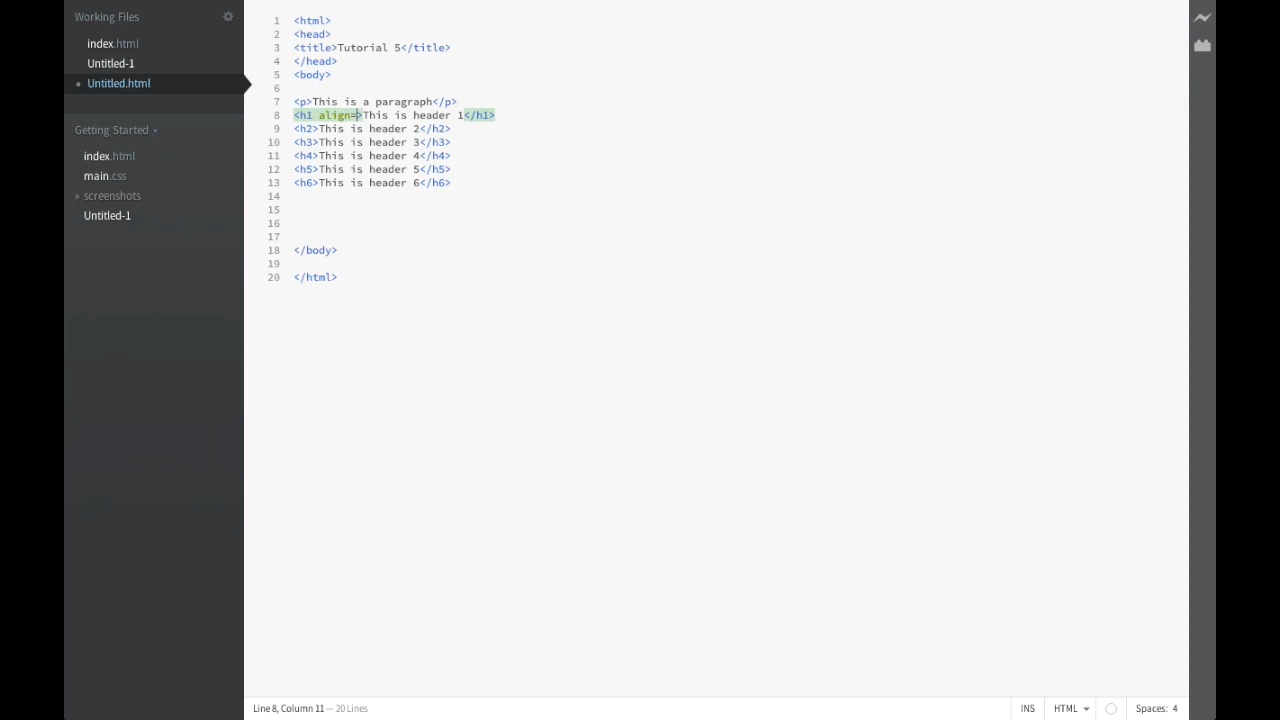 Working Files
index.html
Untitled-1
Untitled.html
Getting Started
index.html
main.css
screenshots
Untitled-1
1 <html>
2 <head>
3 <title>Tutorial 5</title>
4 </head>
5 <body>
6
7 <p>This is a paragraph</p>
8 <h1 align=>This is header 1</h1>
9 <h2>This is header 2</h2>
10 <h3>This is header 3</h3>
11 <h4>This is header 4</h4>
12 <h5>This is header 5</h5>
13 <h6>This is header 6</h6>
14
15
16
17
18 </body>
19
20 </html>
Line 8, Column 11 — 20 Lines
INS HTML Spaces: 4